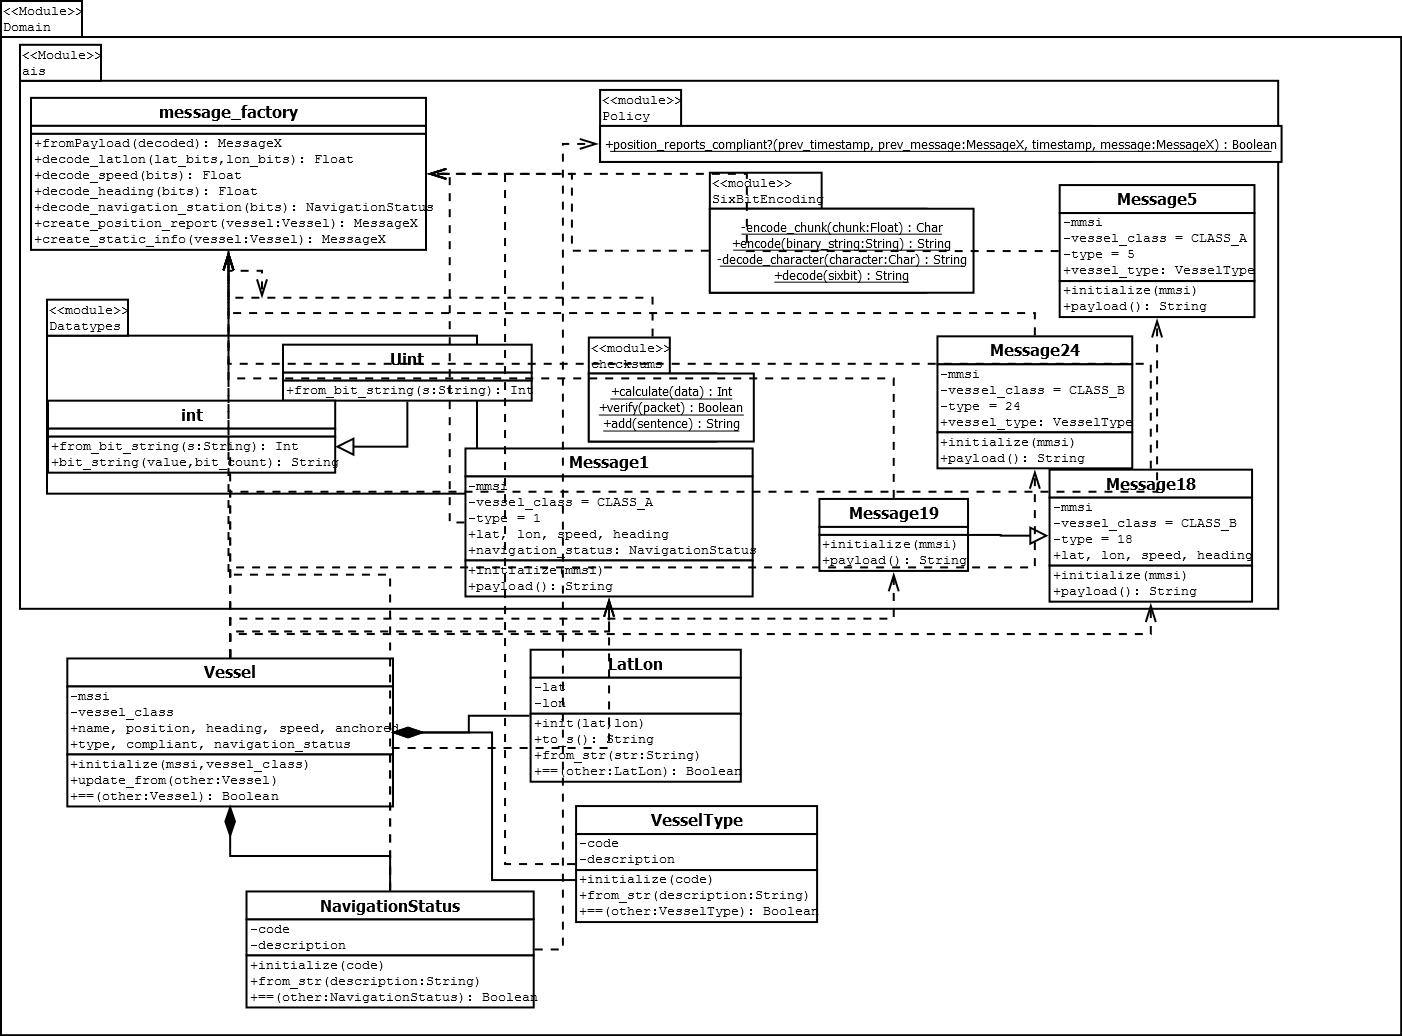 <<Module>>
Domain
<<Module>>
ais
message_factory
+fromPayload(decoded): MessageX
+decode_latlon(lat_bits,lon_bits): Float
+decode_speed(bits): Float
+decode_heading(bits): Float
+decode_navigation_station(bits): NavigationStatus
+create_position_report(vessel:Vessel): MessageX
+create_static_info(vessel:Vessel): MessageX
<<module>>
Policy
+position_reports_compliant?(prev_timestamp, prev_message:MessageX, timestamp, message:MessageX) : Boolean
<<module>>
SixBitEncoding
-encode_chunk(chunk:Float) : Char
+encode(binary_string:String) : String
-decode_character(character:Char) : String
+decode(sixbit) : String
Message5
-mmsi
-vessel_class = CLASS_A
-type = 5
+vessel_type: VesselType
+initialize(mmsi)
+payload(): String
<<module>>
Datatypes
Uint
+from_bit_string(s:String): Int
int
+from_bit_string(s:String): Int
+bit_string(value,bit_count): String
<<module>>
checksums
+calculate(data) : Int
+verify(packet) : Boolean
+add(sentence) : String
Message24
-mmsi
-vessel_class = CLASS_B
-type = 24
+vessel_type: VesselType
+initialize(mmsi)
+payload(): String
Message1
-mmsi
-vessel_class = CLASS_A
-type = 1
+lat, lon, speed, heading
+navigation_status: NavigationStatus
+initialize(mmsi)
+payload(): String
Message19
+initialize(mmsi)
+payload(): String
Message18
-mmsi
-vessel_class = CLASS_B
-type = 18
+lat, lon, speed, heading
+initialize(mmsi)
+payload(): String
Vessel
-mssi
-vessel_class
+name, position, heading, speed, anchored
+type, compliant, navigation_status
+initialize(mssi,vessel_class)
+update_from(other:Vessel)
+==(other:Vessel): Boolean
LatLon
-lat
-lon
+init(lat,lon)
+to_s(): String
+from_str(str:String)
+==(other:LatLon): Boolean
VesselType
-code
-description
+initialize(code)
+from_str(description:String)
+==(other:VesselType): Boolean
NavigationStatus
-code
-description
+initialize(code)
+from_str(description:String)
+==(other:NavigationStatus): Boolean